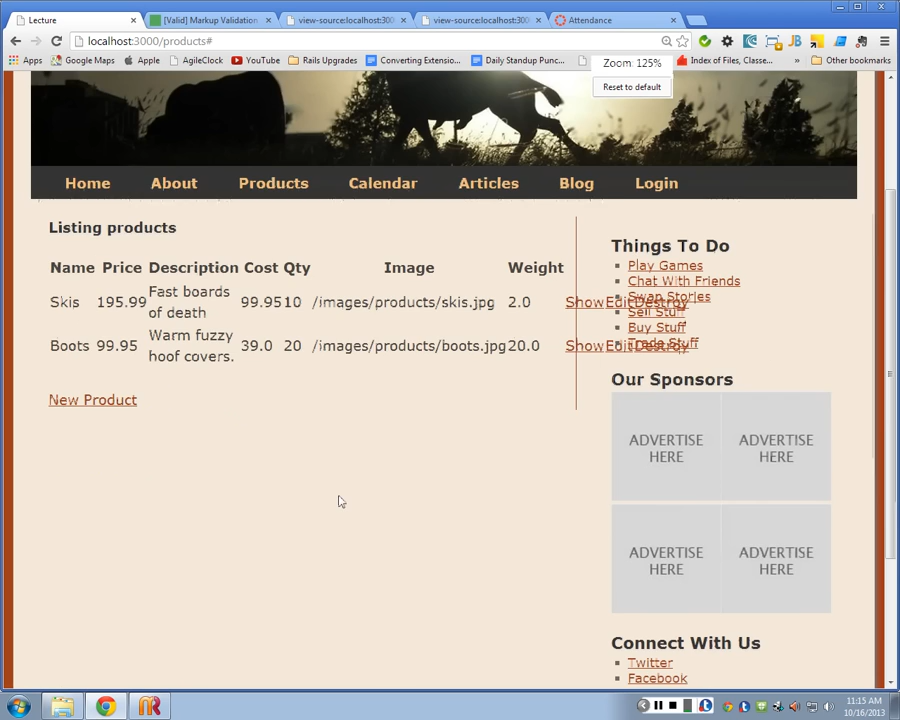 Lecture
[Valid] Markup Validation
view-source:localhost:300
view-source:localhost:300
Attendance
localhost:3000/products#
Apps
Google Maps
Apple
AgileClock
YouTube
Rails Upgrades
Converting Extensio...
Daily Standup Punc...
Index of Files, Classe...
Other bookmarks
Zoom: 125%
Reset to default
Home About Products Calendar Articles Blog Login
Listing products
Name Price Description Cost Qty Image Weight
Skis 195.99 Fast boards of death 99.95 10 /images/products/skis.jpg 2.0 Show Edit Destroy
Boots 99.95 Warm fuzzy hoof covers. 39.0 20 /images/products/boots.jpg 20.0 Show Edit Destroy
New Product
Things To Do
Play Games
Chat With Friends
Swap Stories
Sell Stuff
Buy Stuff
Trade Stuff
Our Sponsors
ADVERTISE HERE
ADVERTISE HERE
ADVERTISE HERE
ADVERTISE HERE
Connect With Us
Twitter
Facebook
11:15 AM
10/16/2013